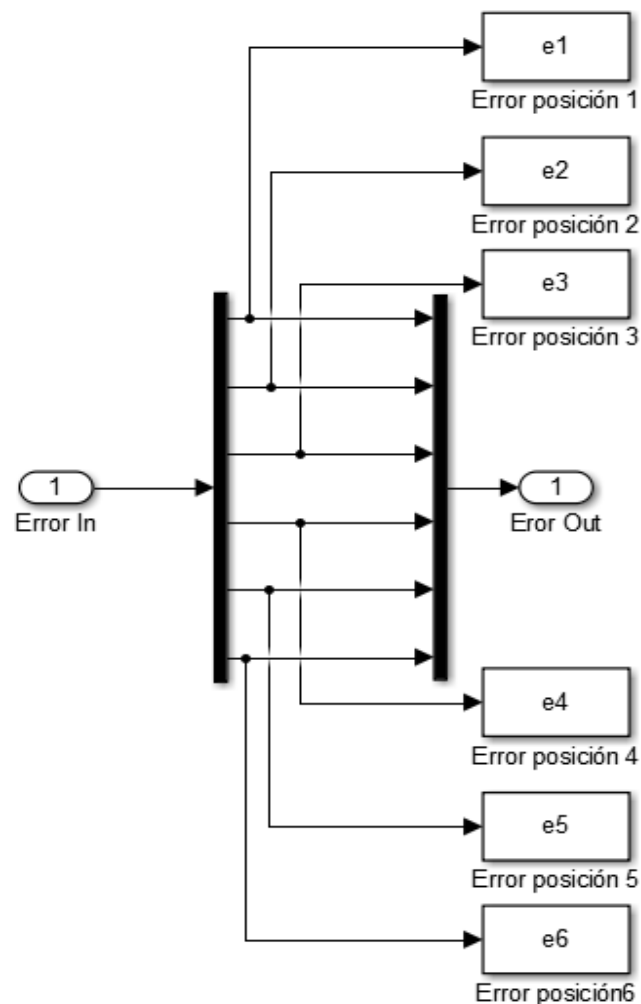 e1
Error posición 1
e2
Error posición 2
e3
Error posición 3
1
Error In
1
Eror Out
e4
Error posición 4
e5
Error posición 5
e6
Error posición6